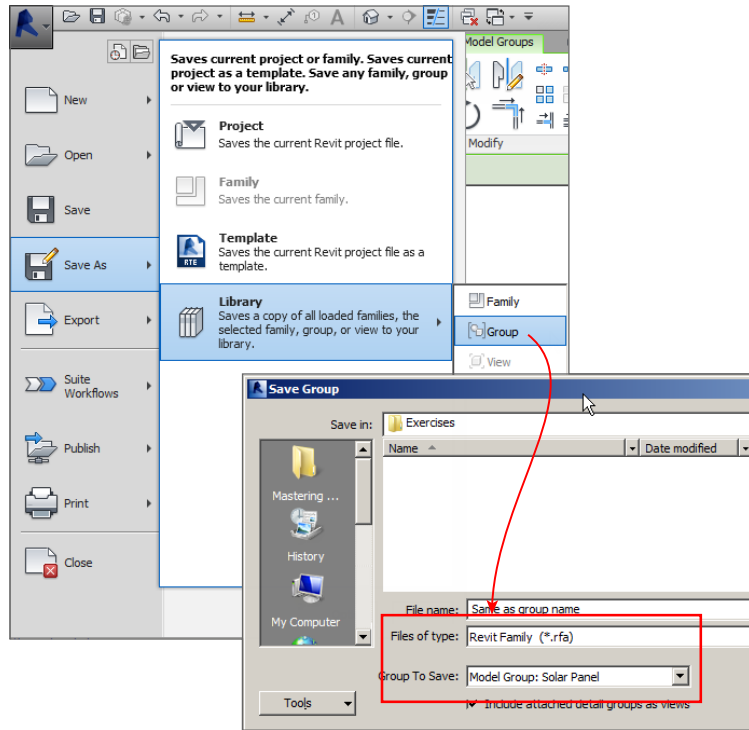 Model Groups
Saves current project or family. Saves current
project as a template. Save any family, group
or view to your library.
New
Project
Saves the current Revit project file.
Modify
Open
Family
Saves the current family.
Save
Template
Saves the current Revit project file as a
template.
RTE
Save As
Library
Saves a copy of all loaded families, the
selected family, group, or view to your
library.
Family
Group
View
Export
Suite
Workflows
Publish
Print
Close
Save Group
Save in:
Exercises
Name
Date modified
Mastering ...
History
My Computer
File name:
Same as group name
Files of type:
Revit Family (*.rfa)
Group To Save:
Model Group: Solar Panel
Tools
Include attached detail groups as views